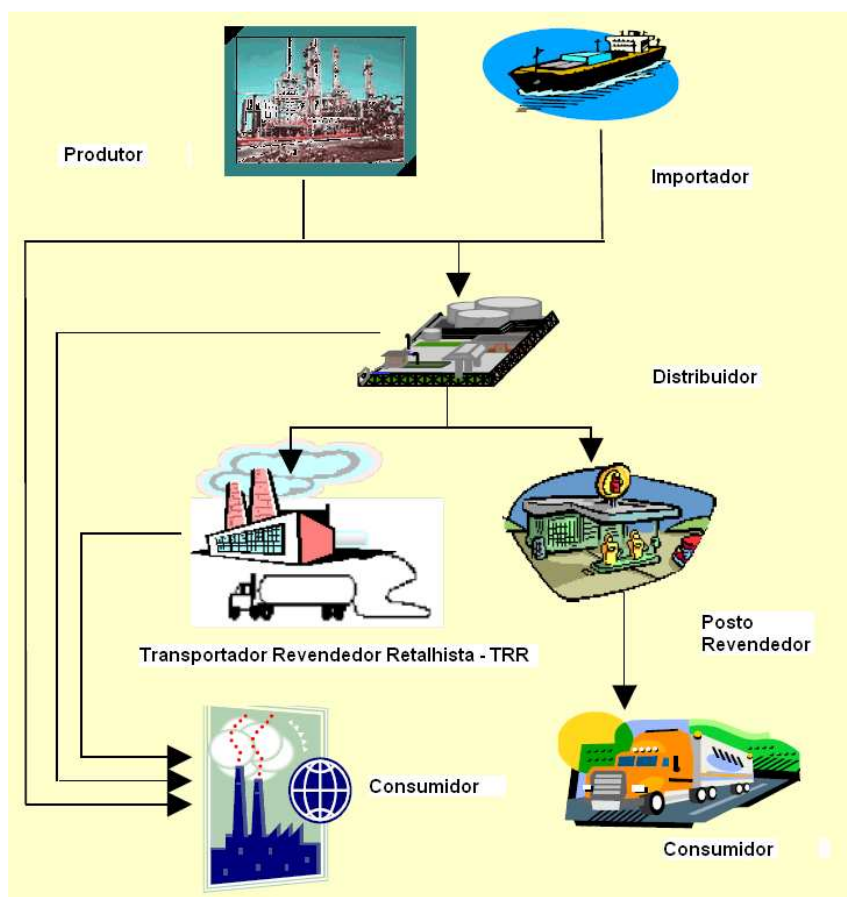 Produtor
Importador
Distribuidor
Transportador Revendedor Retalhista - TRR
Posto
Revendedor
Consumidor
Consumidor